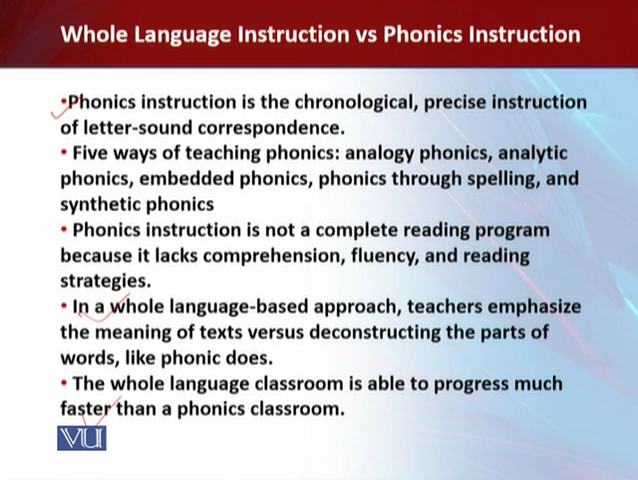 Whole Language Instruction vs Phonics Instruction
•Phonics instruction is the chronological, precise instruction
of letter-sound correspondence.
• Five ways of teaching phonics: analogy phonics, analytic
phonics, embedded phonics, phonics through spelling, and
synthetic phonics
• Phonics instruction is not a complete reading program
because it lacks comprehension, fluency, and reading
strategies.
• In a whole language-based approach, teachers emphasize
the meaning of texts versus deconstructing the parts of
words, like phonic does.
• The whole language classroom is able to progress much
faster than a phonics classroom.
VU